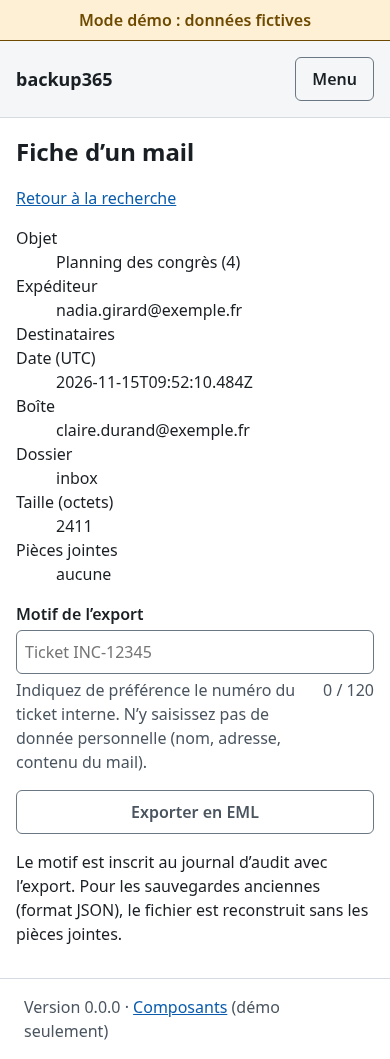 Mode démo : données fictives
backup365
Menu
Fiche d’un mail
Retour à la recherche
Objet
Planning des congrès (4)
Expéditeur
nadia.girard@exemple.fr
Destinataires
Date (UTC)
2026-11-15T09:52:10.484Z
Boîte
claire.durand@exemple.fr
Dossier
inbox
Taille (octets)
2411
Pièces jointes
aucune
Motif de l’export
Ticket INC-12345
Indiquez de préférence le numéro du
ticket interne. N’y saisissez pas de
donnée personnelle (nom, adresse,
contenu du mail).
0 / 120
Exporter en EML
Le motif est inscrit au journal d’audit avec
l’export. Pour les sauvegardes anciennes
(format JSON), le fichier est reconstruit sans les
pièces jointes.
Version 0.0.0 · Composants (démo
seulement)